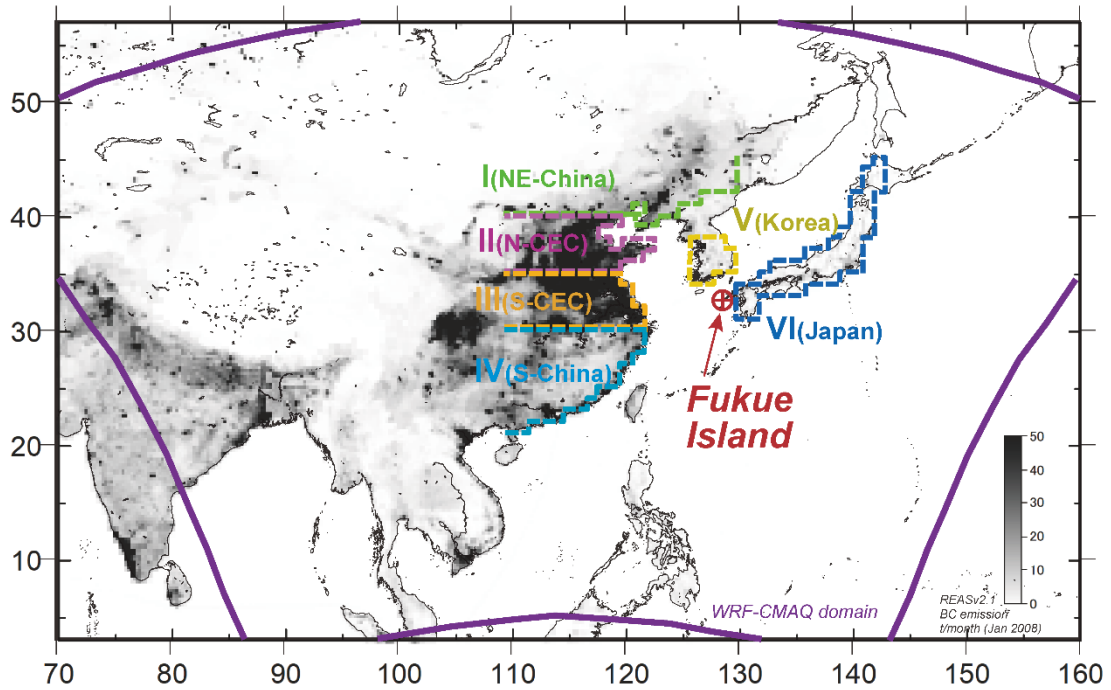 50
40
30
20
10
I(NE-China)
II(N-CEC)
III(S-CEC)
IV(S-China)
V(Korea)
VI(Japan)
Fukue
Island
WRF-CMAQ domain
50
40
30
20
10
0
REASv2.1
BC emission
t/month (Jan 2008)
70 80 90 100 110 120 130 140 150 160